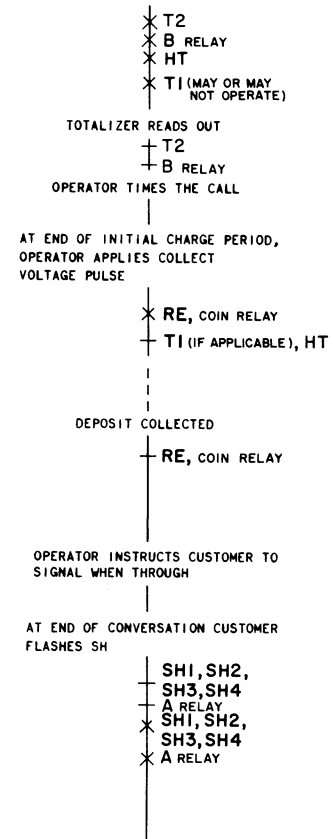 T2
B RELAY
HT
T1 (MAY OR MAY
NOT OPERATE)
TOTALIZER READS OUT
T2
B RELAY
OPERATOR TIMES THE CALL
AT END OF INITIAL CHARGE PERIOD,
OPERATOR APPLIES COLLECT
VOLTAGE PULSE
RE, COIN RELAY
T1 (IF APPLICABLE), HT
DEPOSIT COLLECTED
RE, COIN RELAY
OPERATOR INSTRUCTS CUSTOMER TO
SIGNAL WHEN THROUGH
AT END OF CONVERSATION CUSTOMER
FLASHES SH
SH1, SH2,
SH3, SH4
A RELAY
SH1, SH2,
SH3, SH4
A RELAY